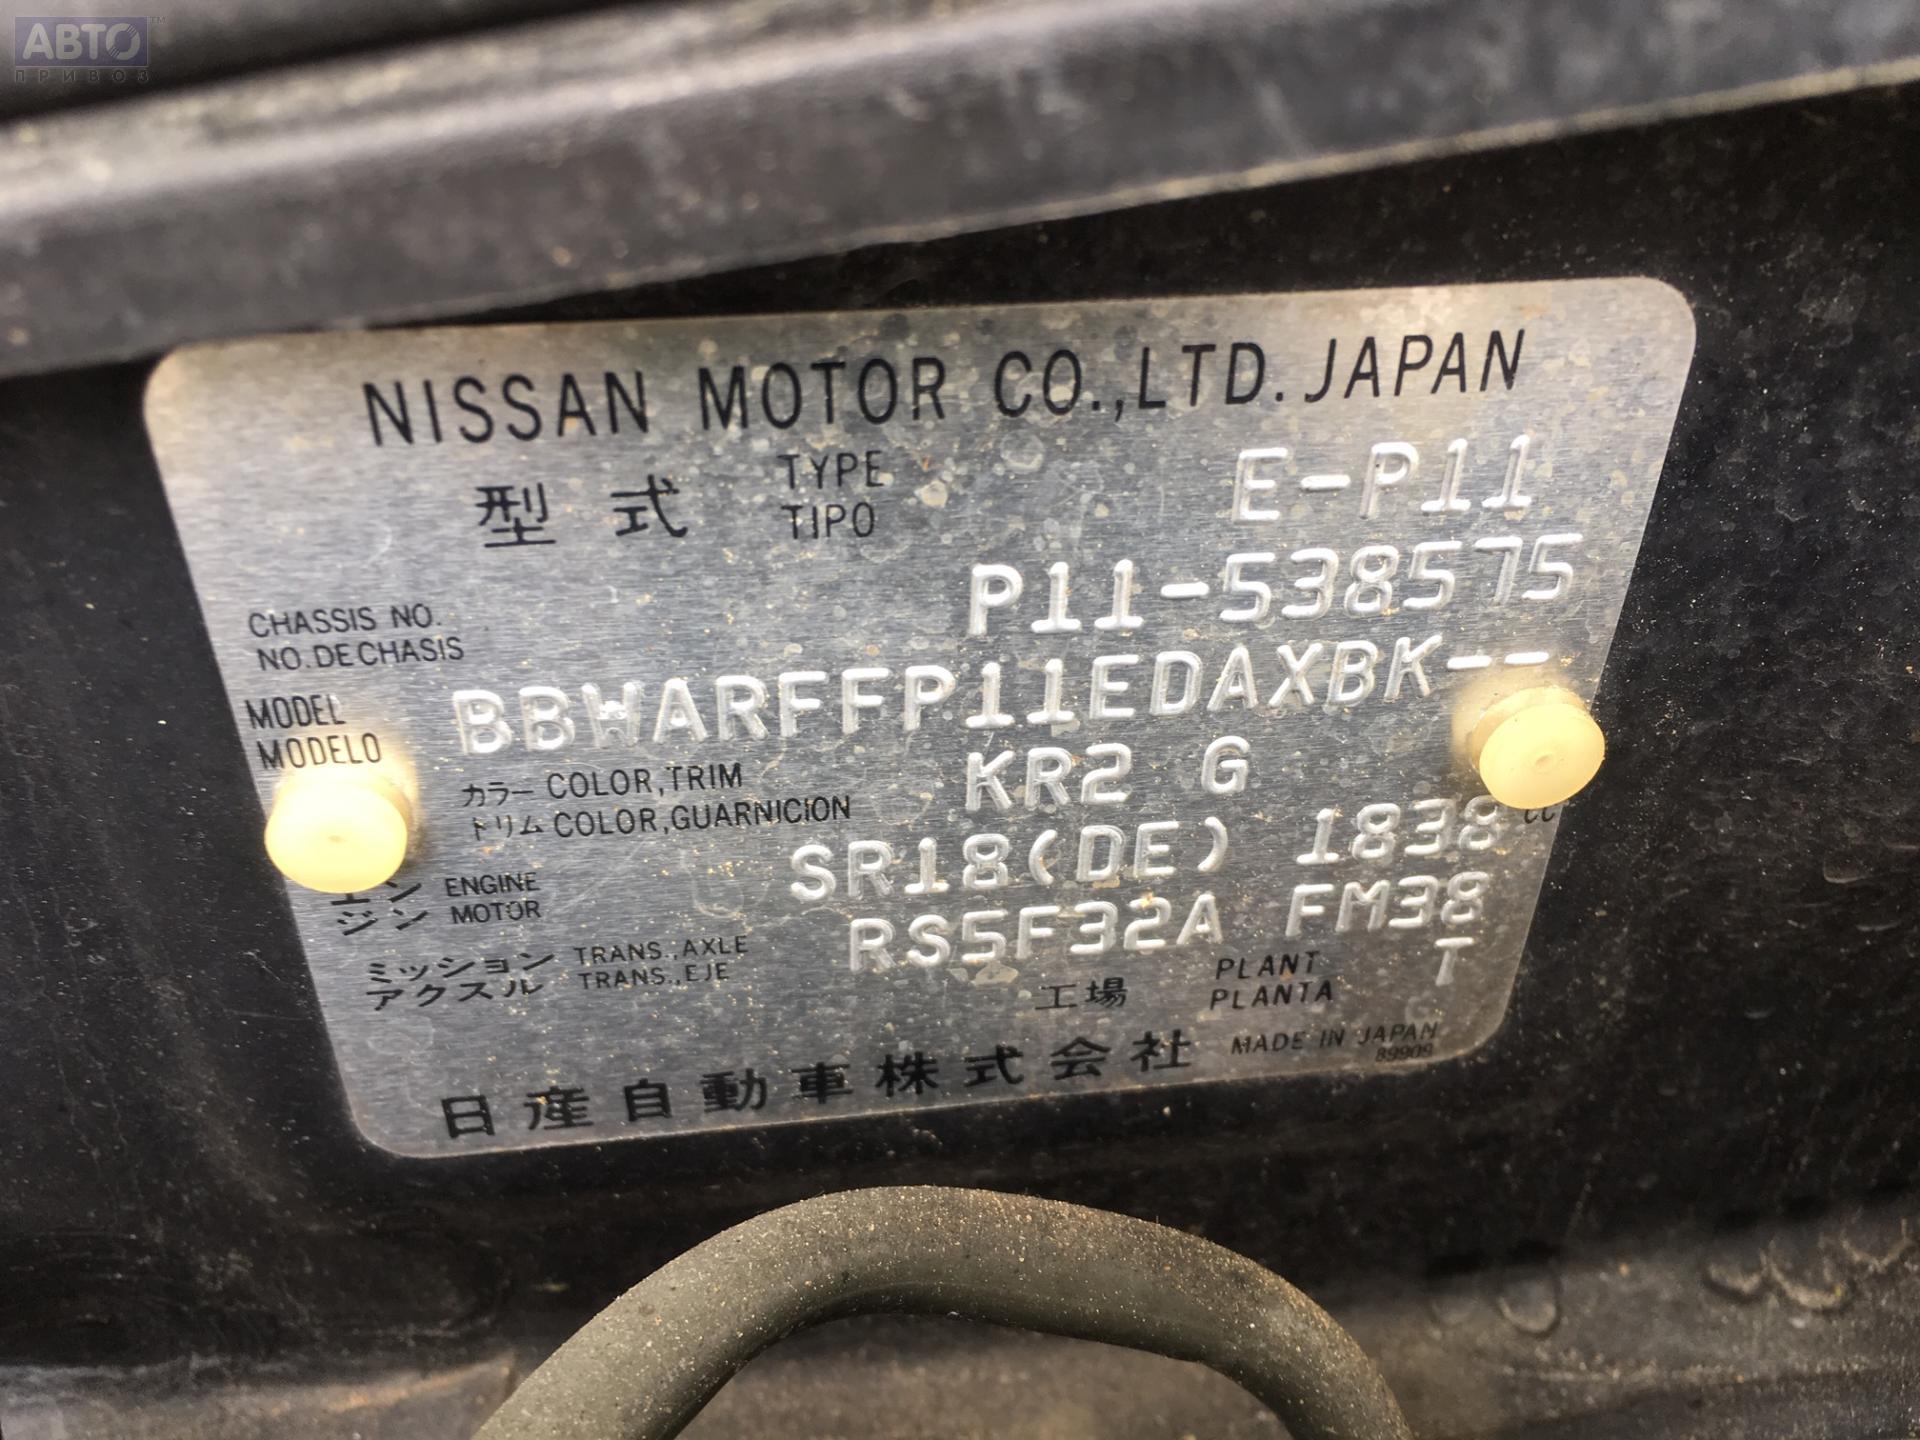 АВТО™
ПРИВОЗ
NISSAN MOTOR CO.,LTD. JAPAN
型式 TYPE E-P11
TIPO
CHASSIS NO. P11-538575
NO.DE CHASIS
MODEL BBWARFFP11EDAXBK--
MODELO
カラー COLOR,TRIM KR2 G
トリム COLOR,GUARNICION
エン ENGINE SR18(DE) 1838 cc
ジン MOTOR
ミッション TRANS.,AXLE RS5F32A FM38
アクスル TRANS.,EJE
工場 PLANT T
PLANTA
日産自動車株式会社 MADE IN JAPAN
89909